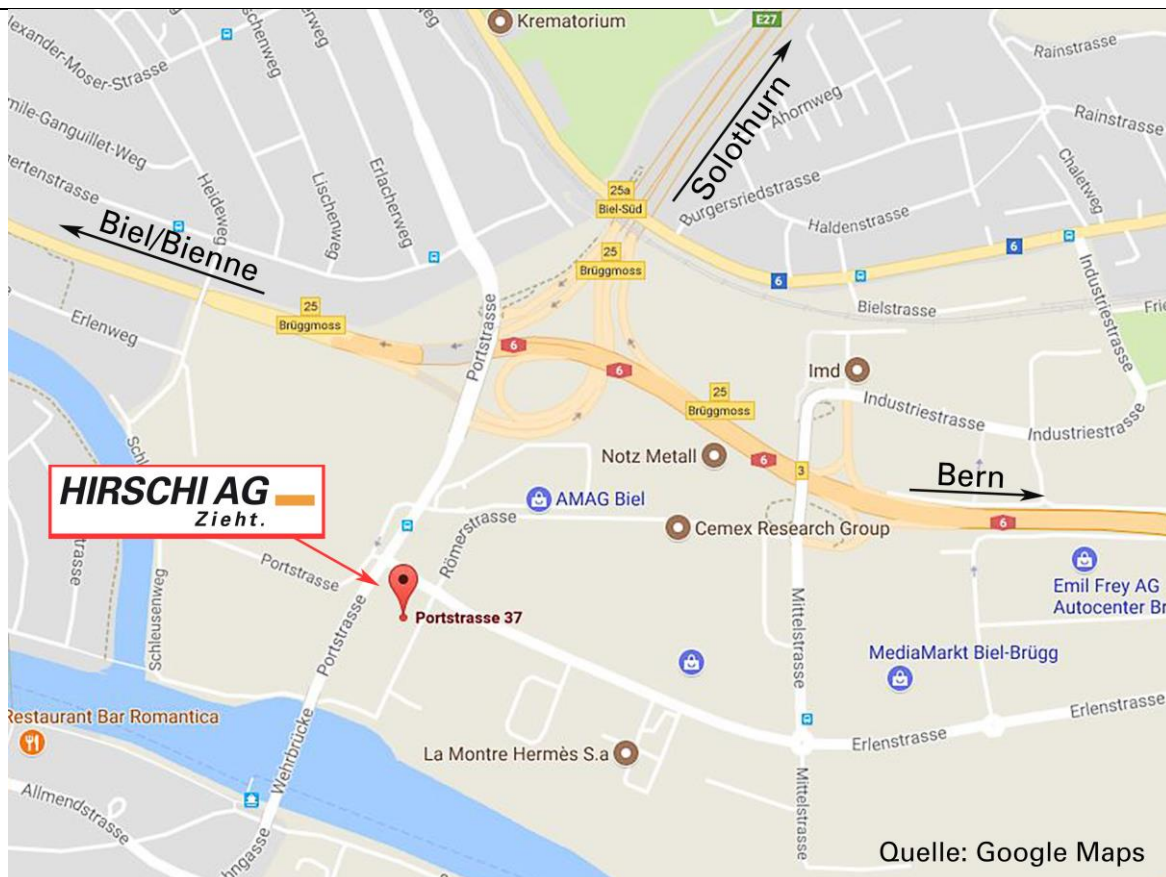 Krematorium
E27
Rainstrasse
Alexander-Moser-Strasse
Erlenweg
Ahornweg
Solothurn
Rainstrasse
Heideweg
Lischenweg
Erlacherweg
25a
Biel-Süd
Burgersriedstrasse
Chaletweg
Haldenstrasse
Biel/Bienne
25
Brüggmoss
6
6
Industriestrasse
Bielstrasse
25
Brüggmoss
Erlenweg
Portstrasse
6
6
Imd
25
Brüggmoss
Industriestrasse
Industriestrasse
Notz Metall
6
3
Bern
HIRSCHI AG
Zieht.
AMAG Biel
6
Cemex Research Group
Römerstrasse
Portstrasse
Emil Frey AG
Autocenter Br
Portstrasse 37
Schleusenweg
Portstrasse
Mittelstrasse
MediaMarkt Biel-Brügg
Restaurant Bar Romantica
Erlenstrasse
Erlenstrasse
Wehrbrücke
La Montre Hermès S.a
Mittelstrasse
Allmendstrasse
Quelle: Google Maps